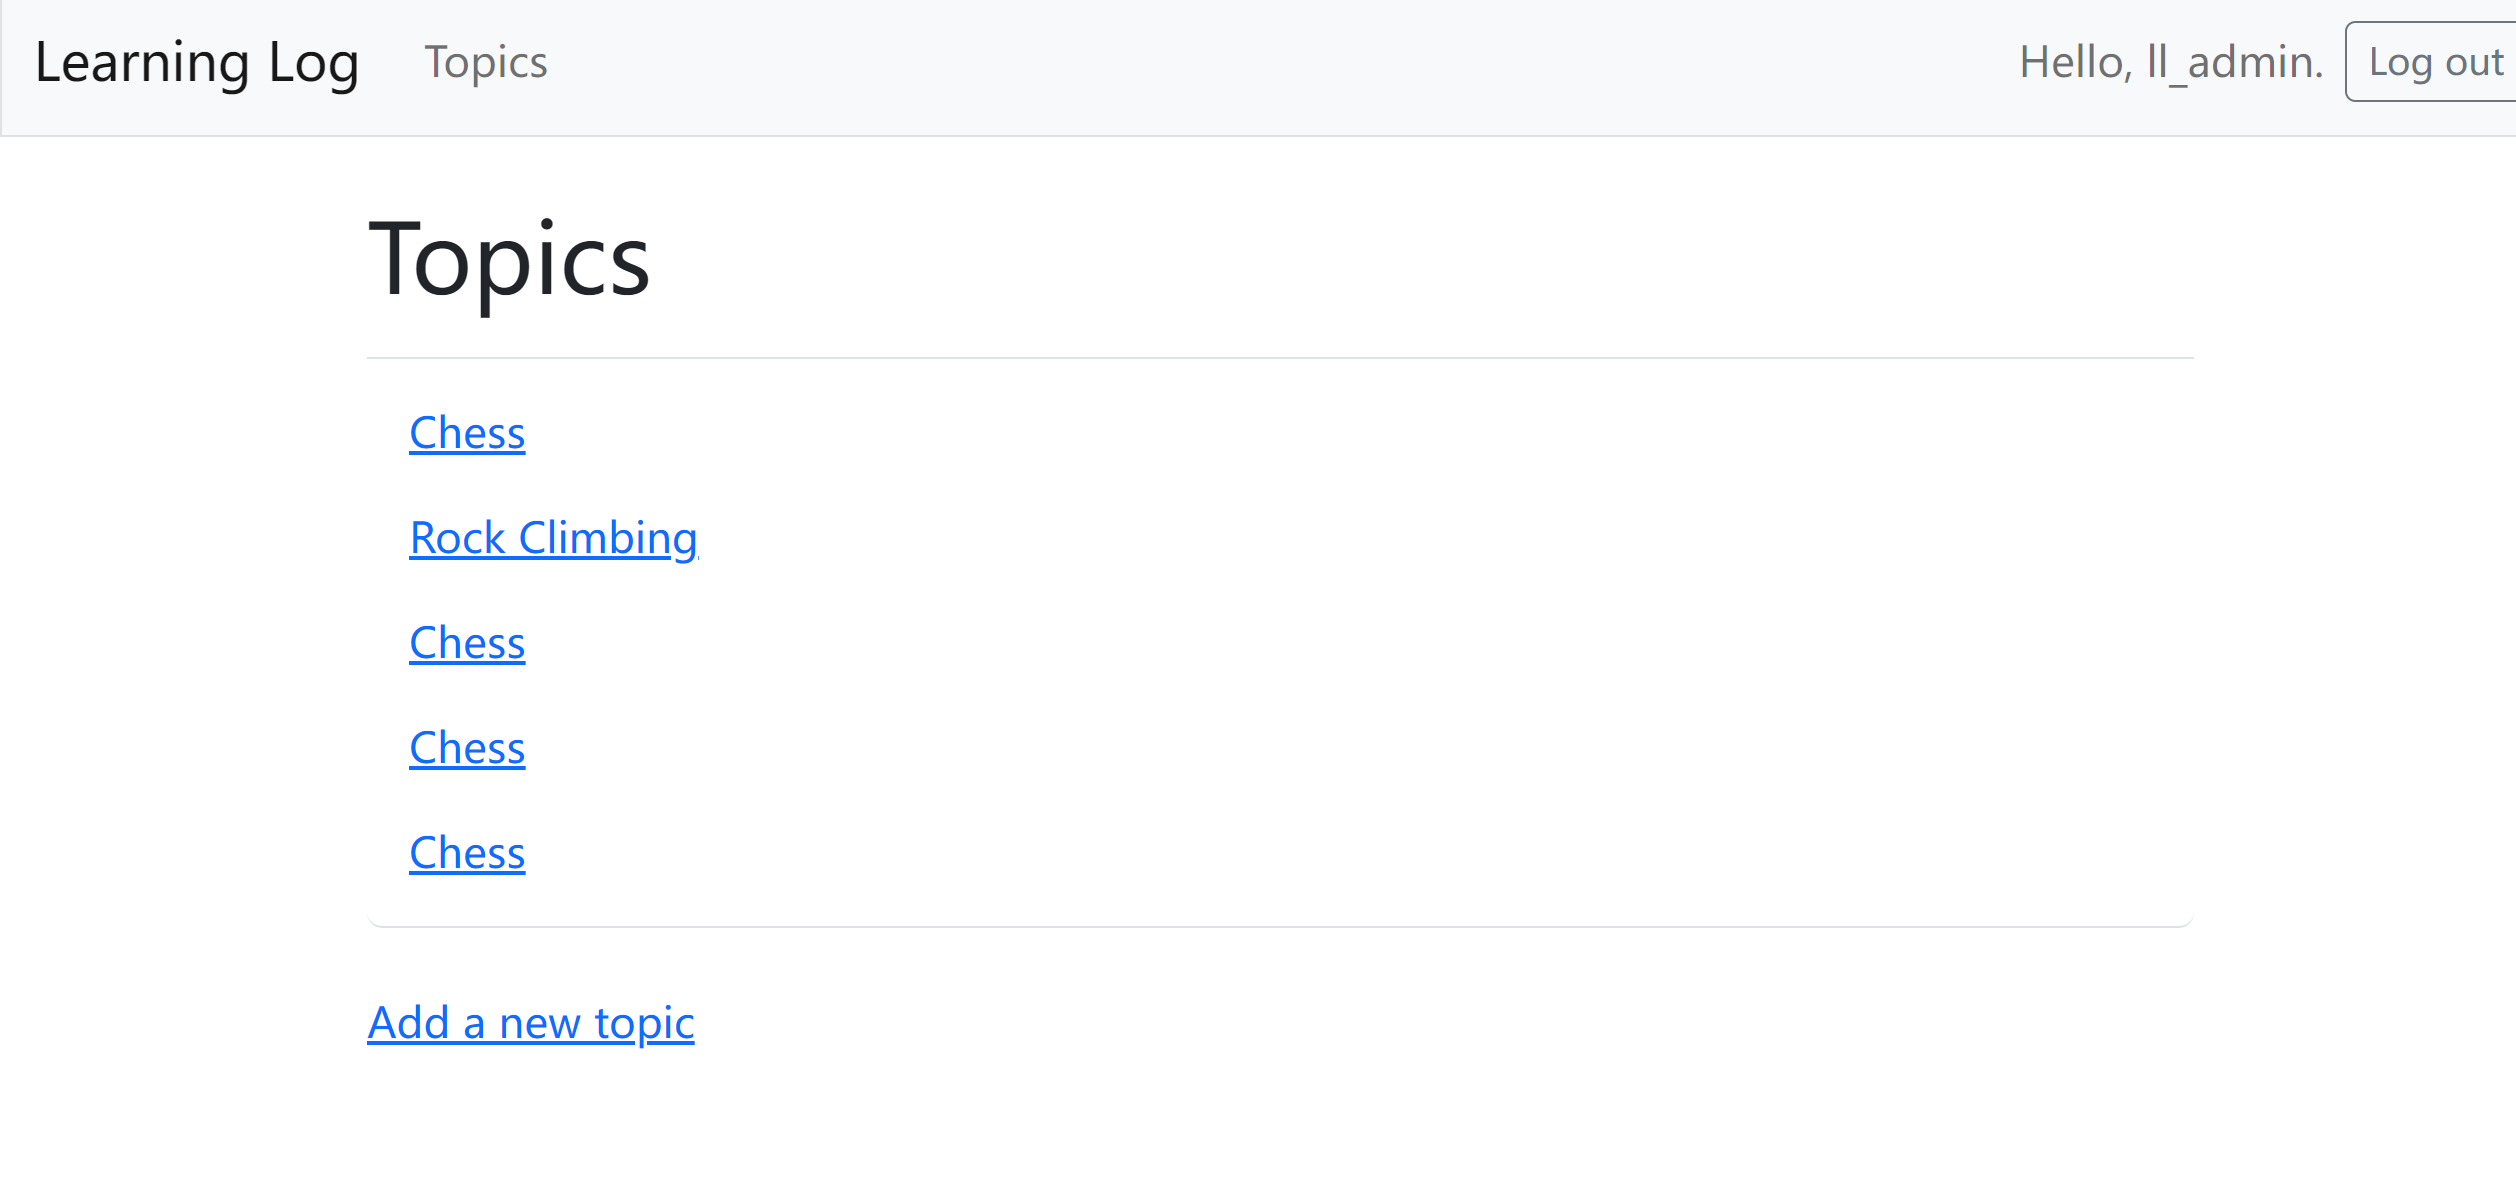 Learning Log Topics Hello, ll_admin. Log out
Topics
Chess
Rock Climbing
Chess
Chess
Chess
Add a new topic